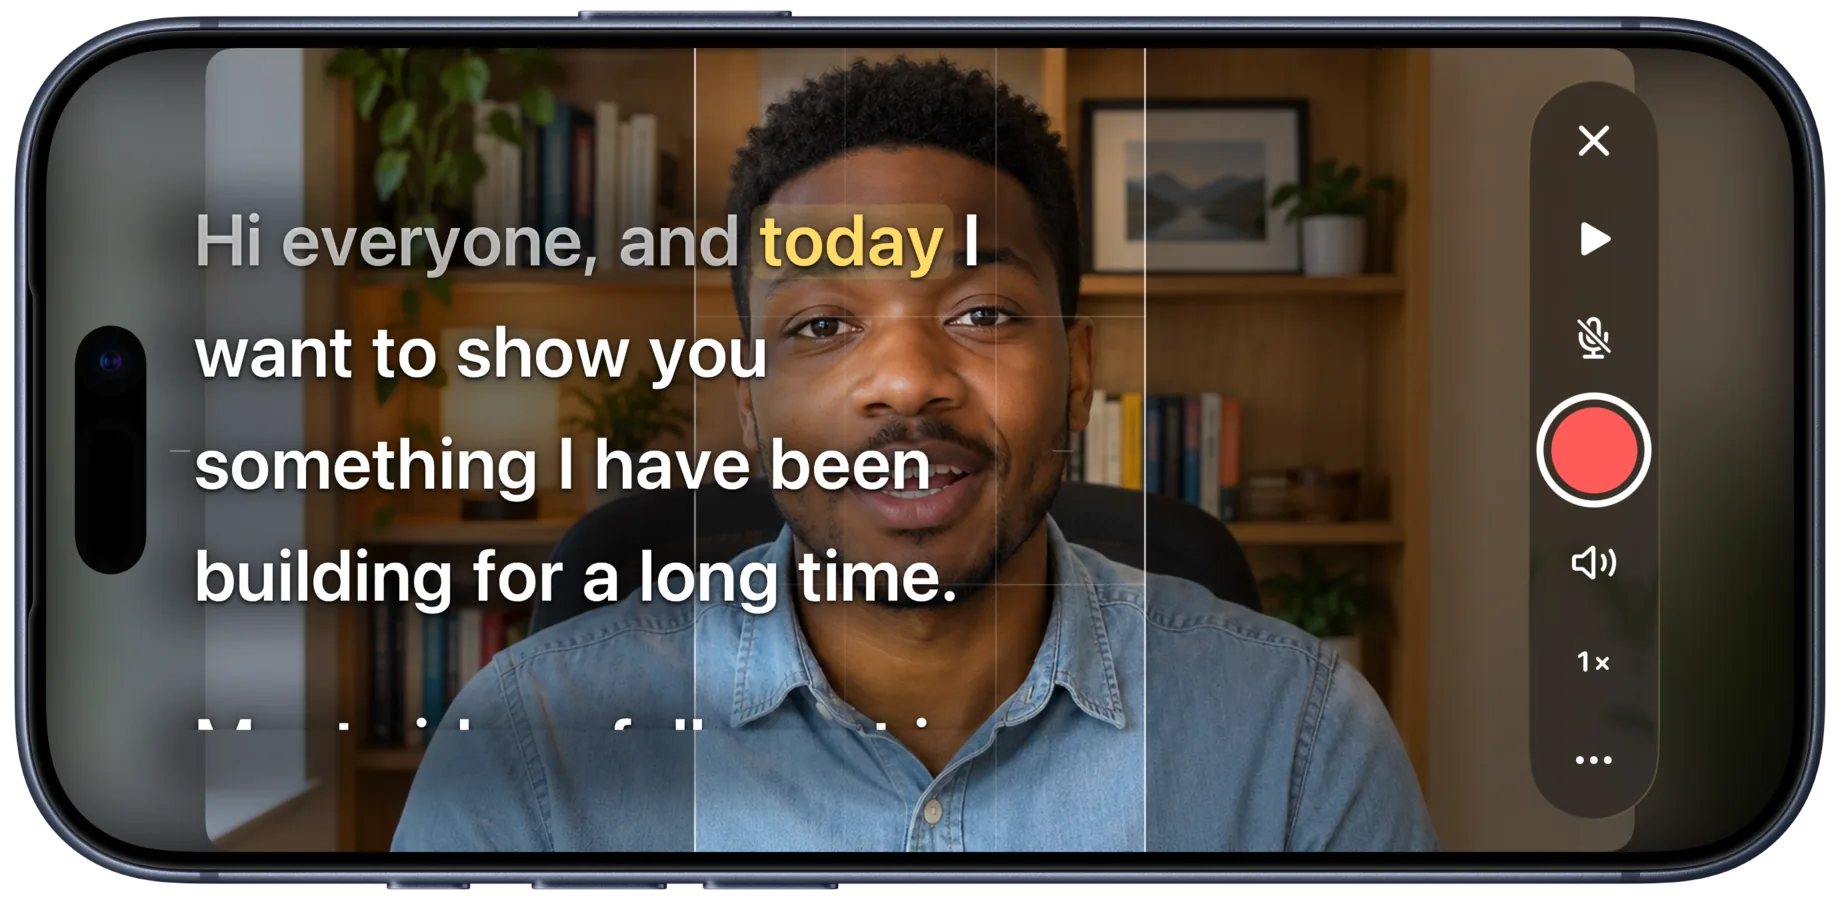 Hi everyone, and today I
want to show you
something I have been
building for a long time.
1×